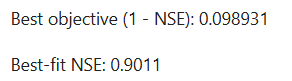 Best objective (1 - NSE): 0.098931
Best-fit NSE: 0.9011